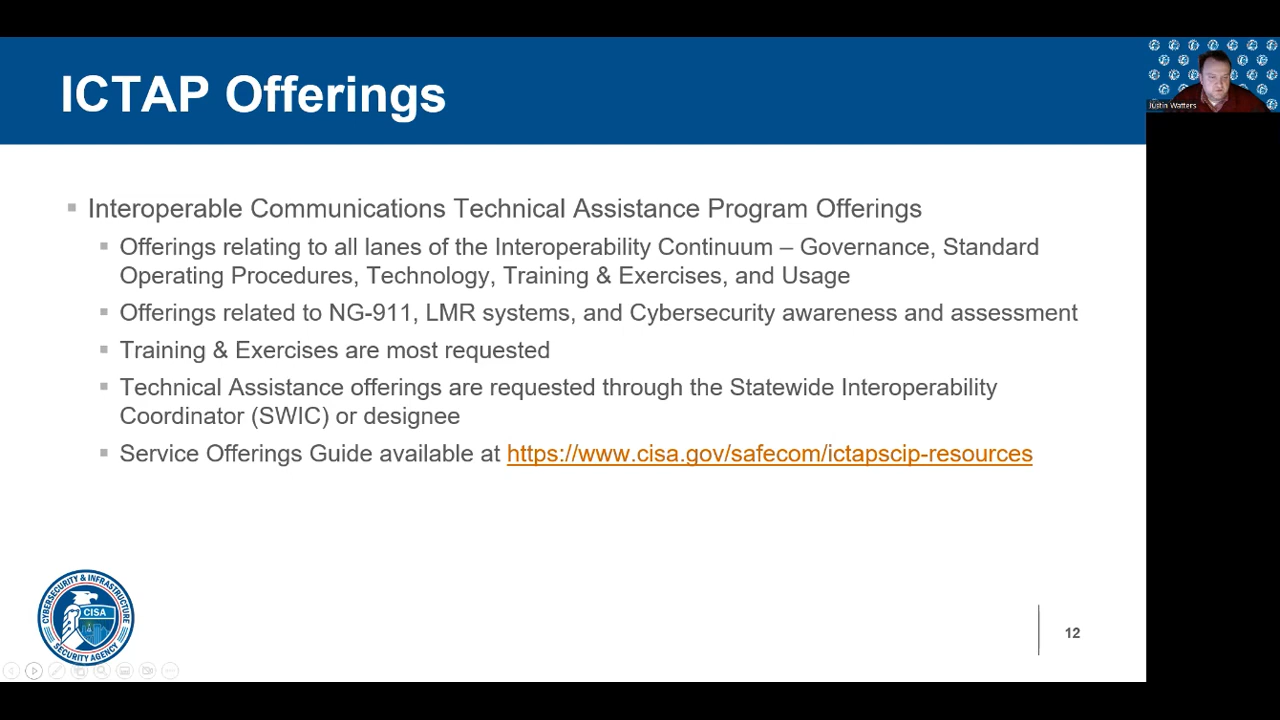 ICTAP Offerings
Justin Watters
Interoperable Communications Technical Assistance Program Offerings
Offerings relating to all lanes of the Interoperability Continuum – Governance, Standard
Operating Procedures, Technology, Training & Exercises, and Usage
Offerings related to NG-911, LMR systems, and Cybersecurity awareness and assessment
Training & Exercises are most requested
Technical Assistance offerings are requested through the Statewide Interoperability
Coordinator (SWIC) or designee
Service Offerings Guide available at https://www.cisa.gov/safecom/ictapscip-resources
CYBERSECURITY & INFRASTRUCTURE
CISA
SECURITY AGENCY
12